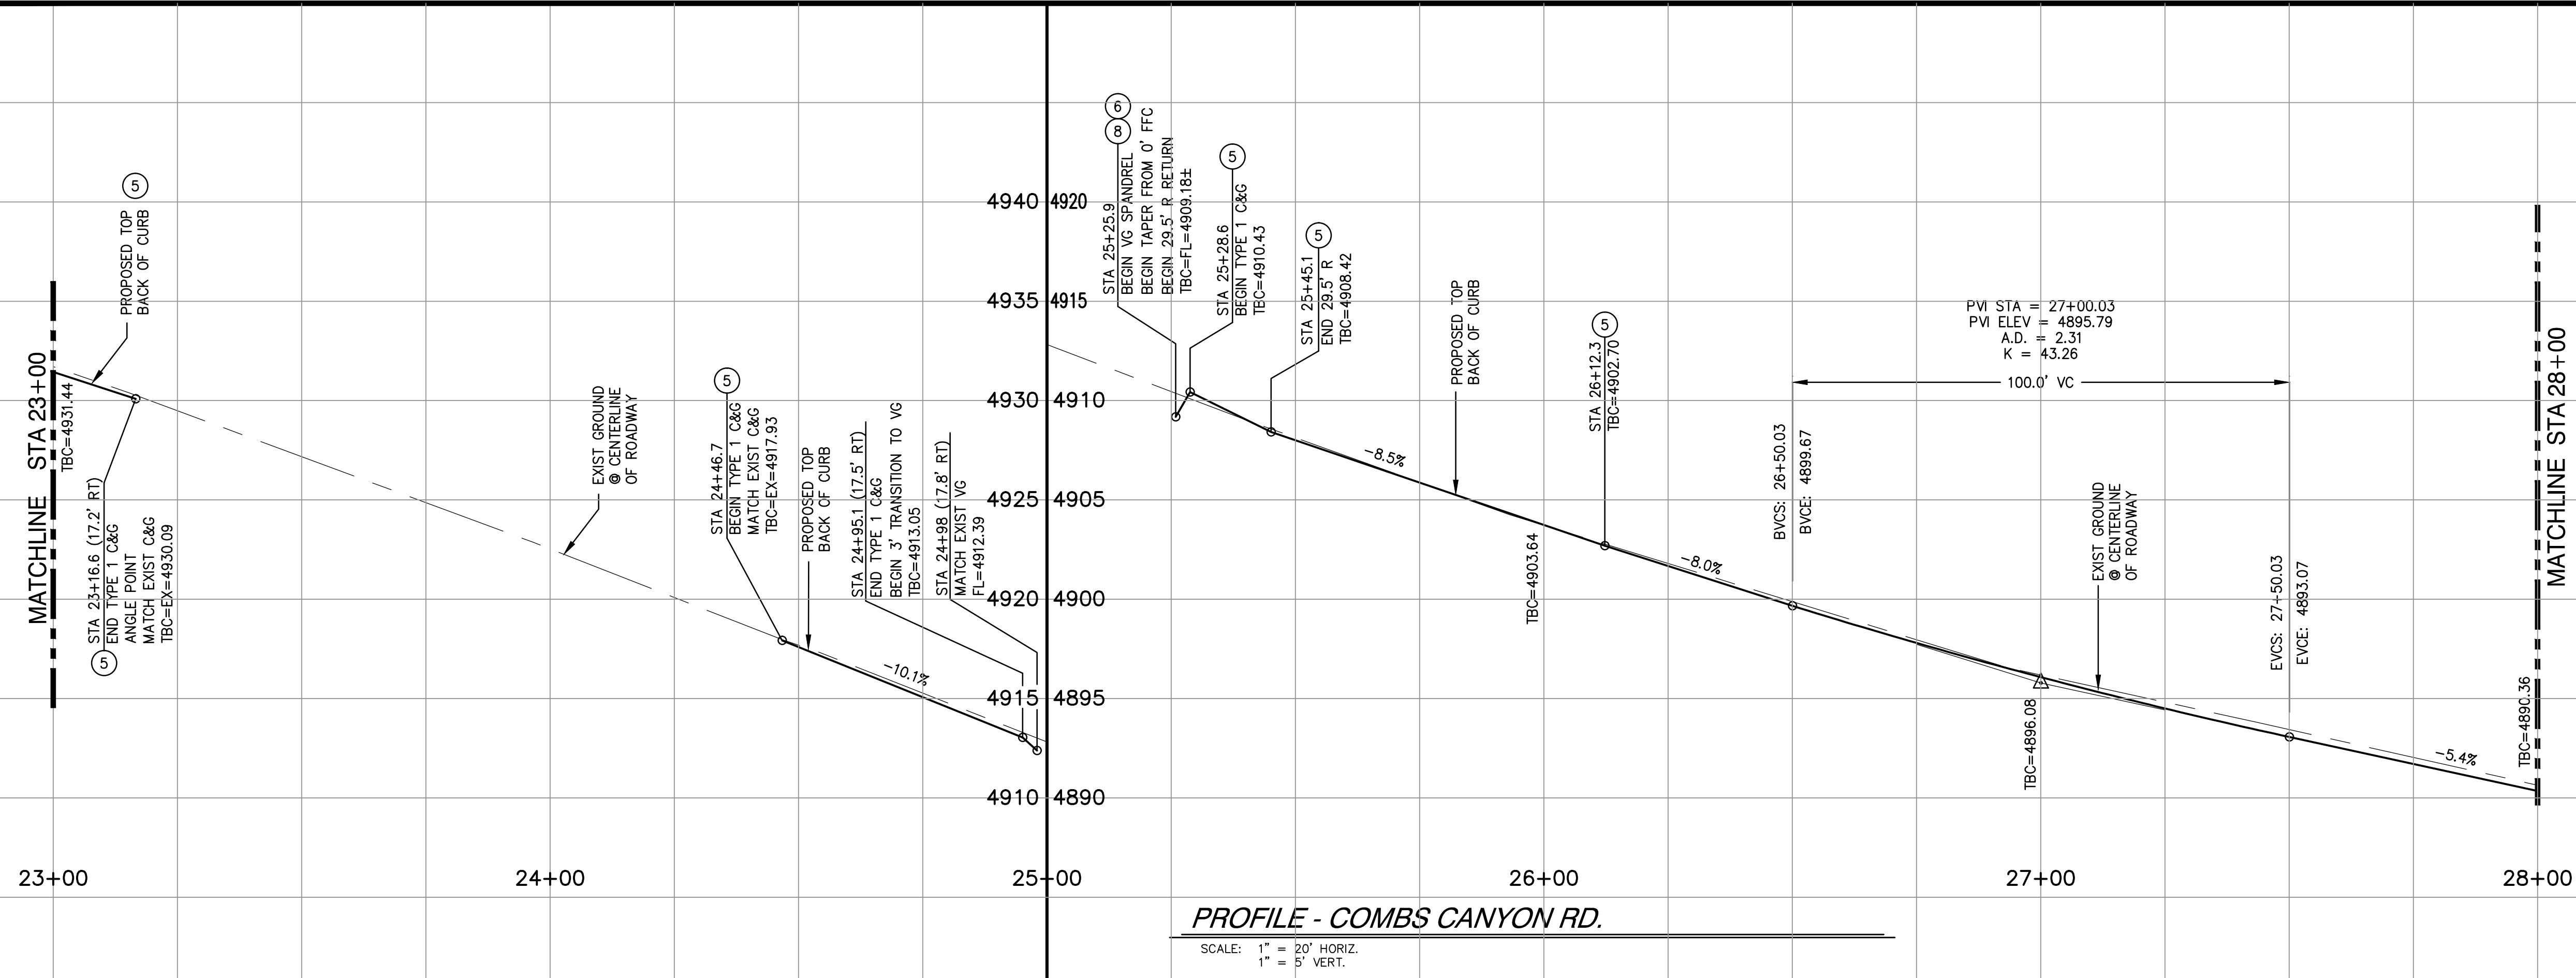 MATCHLINE STA 23+00
TBC=4931.44
PROPOSED TOP
BACK OF CURB
5
STA 23+16.6 (17.2' RT)
END TYPE 1 C&G
ANGLE POINT
MATCH EXIST C&G
TBC=EX=4930.09
5
EXIST GROUND
@ CENTERLINE
OF ROADWAY
5
STA 24+46.7
BEGIN TYPE 1 C&G
MATCH EXIST C&G
TBC=EX=4917.93
PROPOSED TOP
BACK OF CURB
-10.1%
STA 24+95.1 (17.5' RT)
END TYPE 1 C&G
BEGIN 3' TRANSITION TO VG
TBC=4913.05
STA 24+98 (17.8' RT)
MATCH EXIST VG
FL=4912.39
4940 4920
4935 4915
4930 4910
4925 4905
4920 4900
4915 4895
4910 4890
6
8
STA 25+25.9
BEGIN VG SPANDREL
BEGIN TAPER FROM 0' FFC
BEGIN 29.5' R RETURN
TBC=FL=4909.18±
5
STA 25+28.6
BEGIN TYPE 1 C&G
TBC=4910.43
5
STA 25+45.1
END 29.5' R
TBC=4908.42
-8.5%
PROPOSED TOP
BACK OF CURB
TBC=4903.64
5
STA 26+12.3
TBC=4902.70
-8.0%
BVCS: 26+50.03
BVCE: 4899.67
PVI STA = 27+00.03
PVI ELEV = 4895.79
A.D. = 2.31
K = 43.26
100.0' VC
TBC=4896.08
EXIST GROUND
@ CENTERLINE
OF ROADWAY
EVCS: 27+50.03
EVCE: 4893.07
-5.4%
TBC=4890.36
MATCHLINE STA 28+00
23+00 24+00 25+00 26+00 27+00 28+00
PROFILE - COMBS CANYON RD.
SCALE: 1" = 20' HORIZ.
1" = 5' VERT.